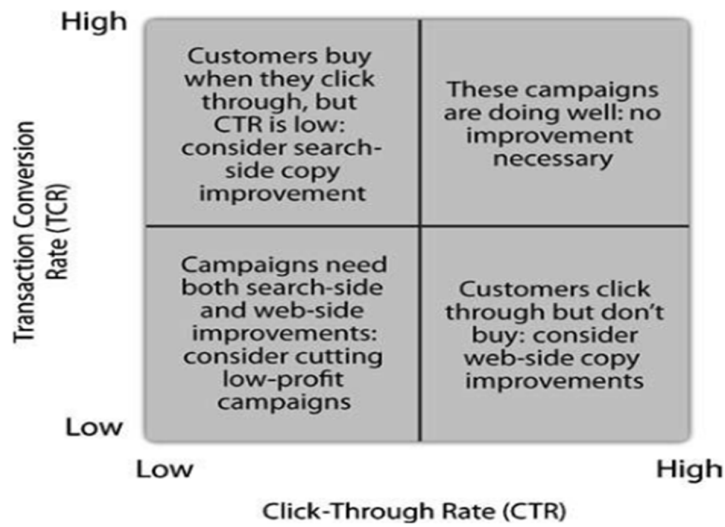 High
Customers buy
when they click
through, but
CTR is low:
consider search-
side copy
improvement
These campaigns
are doing well: no
improvement
necessary
Transaction Conversion
Rate (TCR)
Campaigns need
both search-side
and web-side
improvements:
consider cutting
low-profit
campaigns
Customers click
through but don’t
buy: consider
web-side copy
improvements
Low
Low
High
Click-Through Rate (CTR)